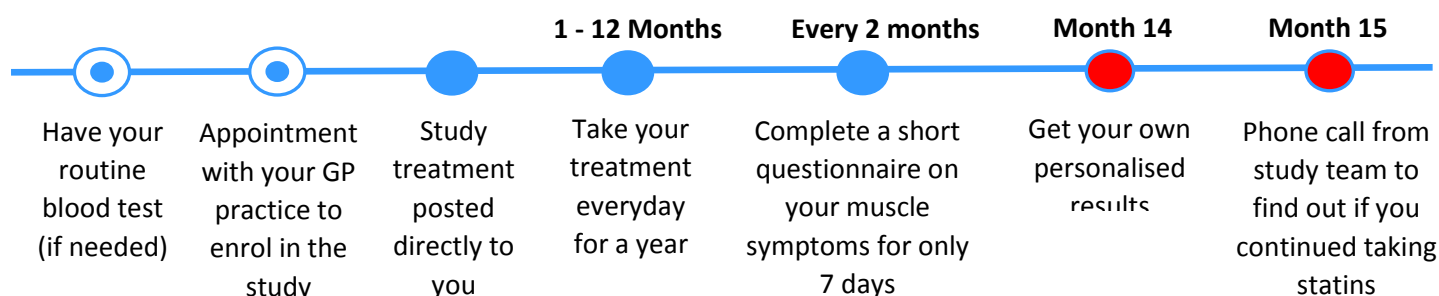 1 - 12 Months
Every 2 months
Month 14
Month 15
Have your
routine
blood test
(if needed)
Appointment
with your GP
practice to
enrol in the
study
Study
treatment
posted
directly to
you
Take your
treatment
everyday
for a year
Complete a short
questionnaire on
your muscle
symptoms for only
7 days
Get your own
personalised
results
Phone call from
study team to
find out if you
continued taking
statins